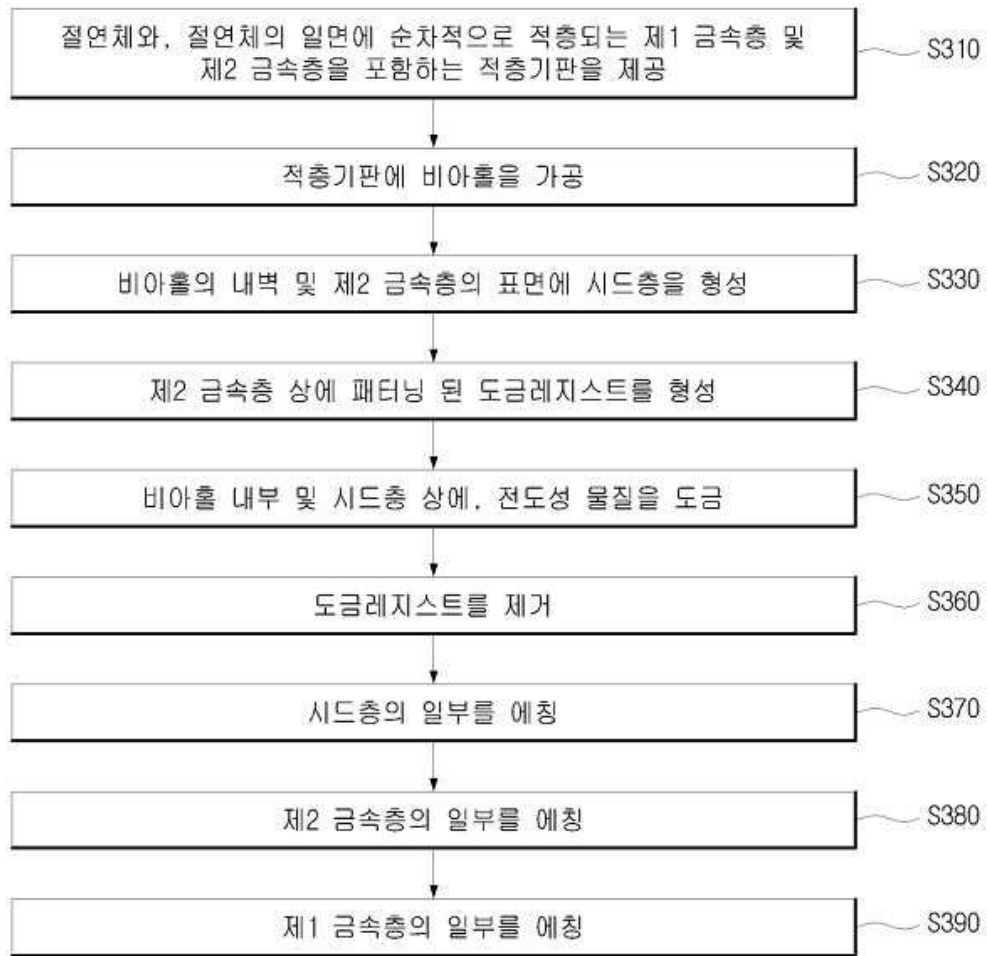 절연체와, 절연체의 일면에 순차적으로 적층되는 제1 금속층 및
제2 금속층을 포함하는 적층기판을 제공
S310
적층기판에 비아홀을 가공
S320
비아홀의 내벽 및 제2 금속층의 표면에 시드층을 형성
S330
제2 금속층 상에 패터닝 된 도금레지스트를 형성
S340
비아홀 내부 및 시드층 상에, 전도성 물질을 도금
S350
도금레지스트를 제거
S360
시드층의 일부를 에칭
S370
제2 금속층의 일부를 에칭
S380
제1 금속층의 일부를 에칭
S390